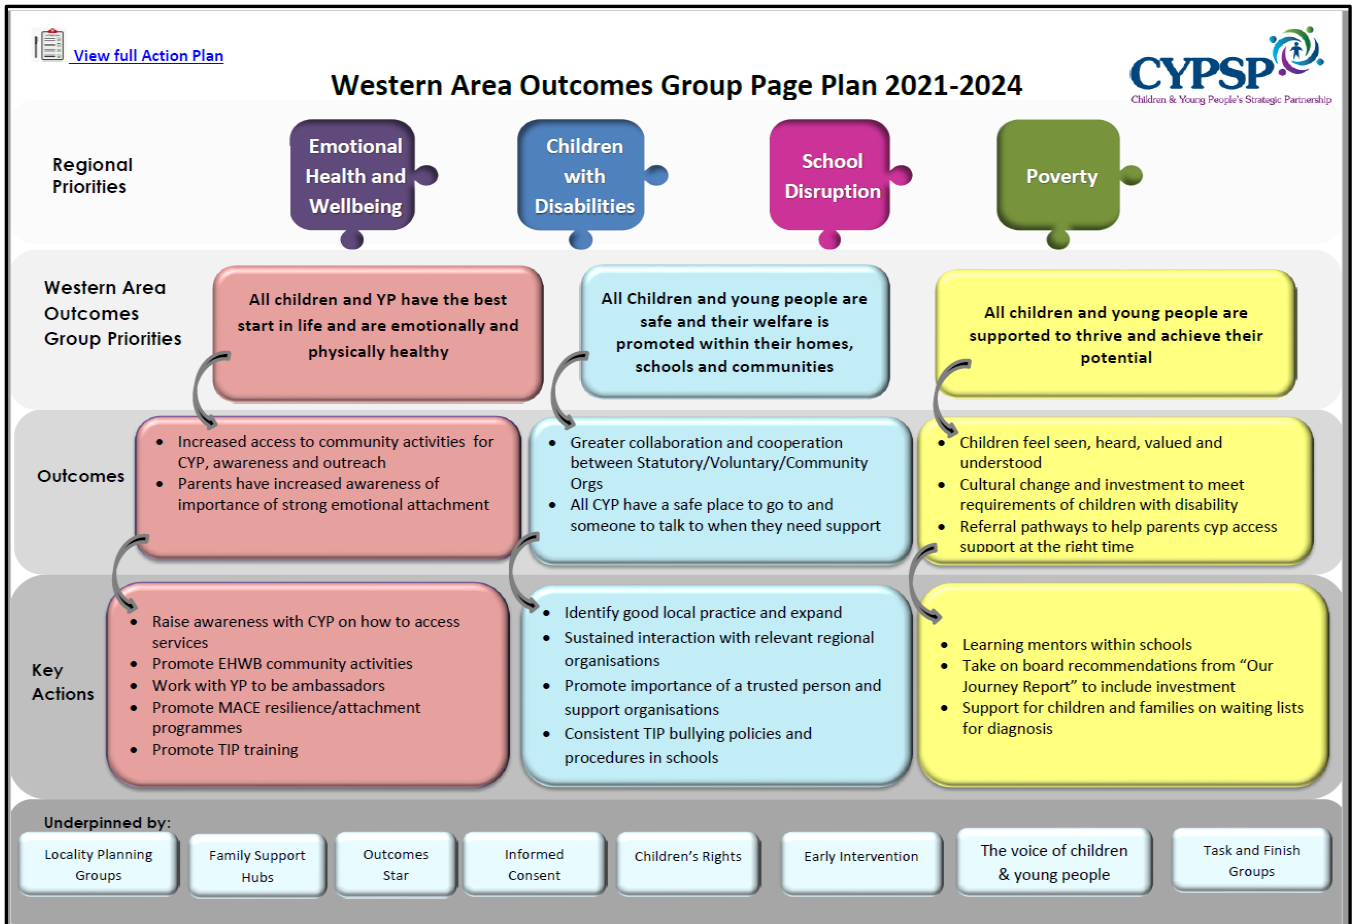 View full Action Plan
CYPSP
Children & Young People's Strategic Partnership
Western Area Outcomes Group Page Plan 2021-2024
Regional
Priorities
Emotional
Health and
Wellbeing
Children
with
Disabilities
School
Disruption
Poverty
Western Area
Outcomes
Group Priorities
All children and YP have the best
start in life and are emotionally and
physically healthy
All Children and young people are
safe and their welfare is
promoted within their homes,
schools and communities
All children and young people are
supported to thrive and achieve their
potential
Outcomes
• Increased access to community activities for
CYP, awareness and outreach
• Parents have increased awareness of
importance of strong emotional attachment
• Greater collaboration and cooperation
between Statutory/Voluntary/Community
Orgs
• All CYP have a safe place to go to and
someone to talk to when they need support
• Children feel seen, heard, valued and
understood
• Cultural change and investment to meet
requirements of children with disability
• Referral pathways to help parents cyp access
support at the right time
Key
Actions
• Raise awareness with CYP on how to access
services
• Promote EHWB community activities
• Work with YP to be ambassadors
• Promote MACE resilience/attachment
programmes
• Promote TIP training
• Identify good local practice and expand
• Sustained interaction with relevant regional
organisations
• Promote importance of a trusted person and
support organisations
• Consistent TIP bullying policies and
procedures in schools
• Learning mentors within schools
• Take on board recommendations from “Our
Journey Report” to include investment
• Support for children and families on waiting lists
for diagnosis
Underpinned by:
Locality Planning
Groups
Family Support
Hubs
Outcomes
Star
Informed
Consent
Children’s Rights
Early Intervention
The voice of children
& young people
Task and Finish
Groups